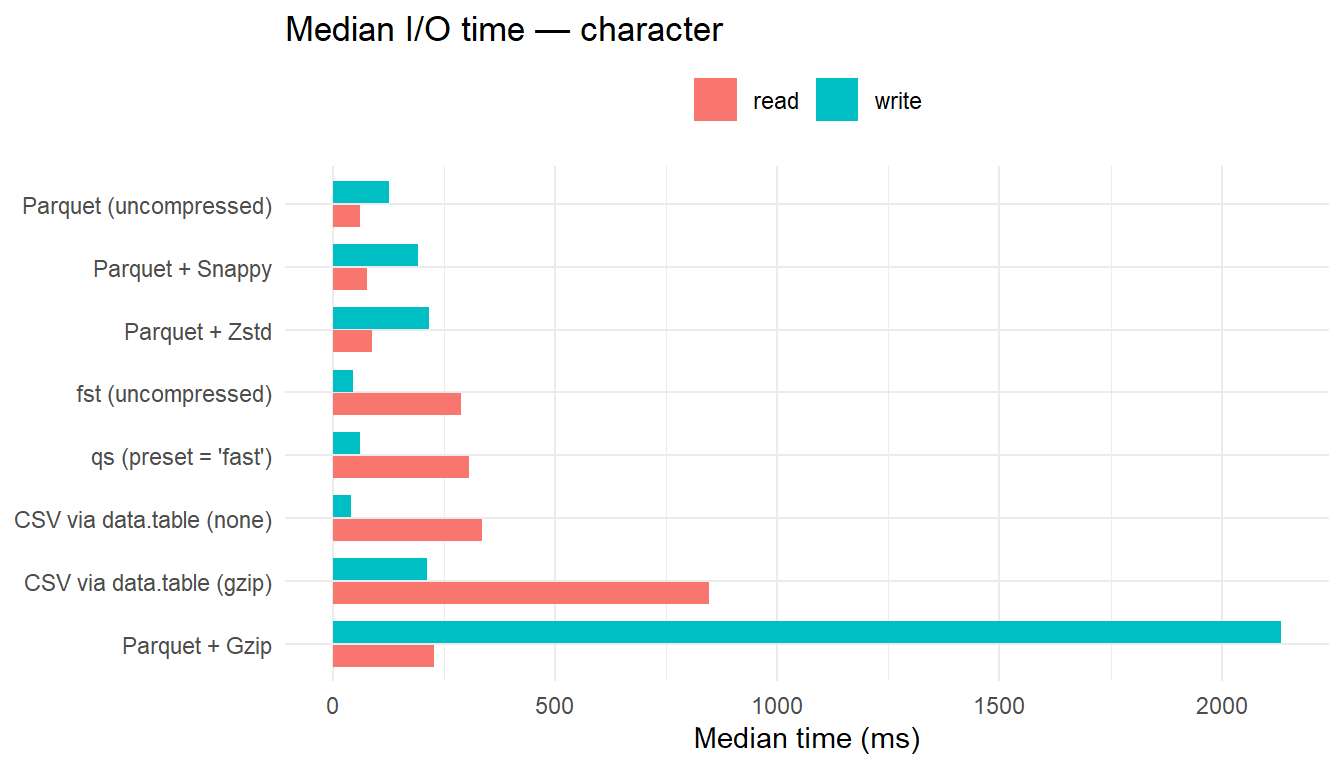 Median I/O time — character
read write
Parquet (uncompressed)
Parquet + Snappy
Parquet + Zstd
fst (uncompressed)
qs (preset = 'fast')
CSV via data.table (none)
CSV via data.table (gzip)
Parquet + Gzip
0 500 1000 1500 2000
Median time (ms)